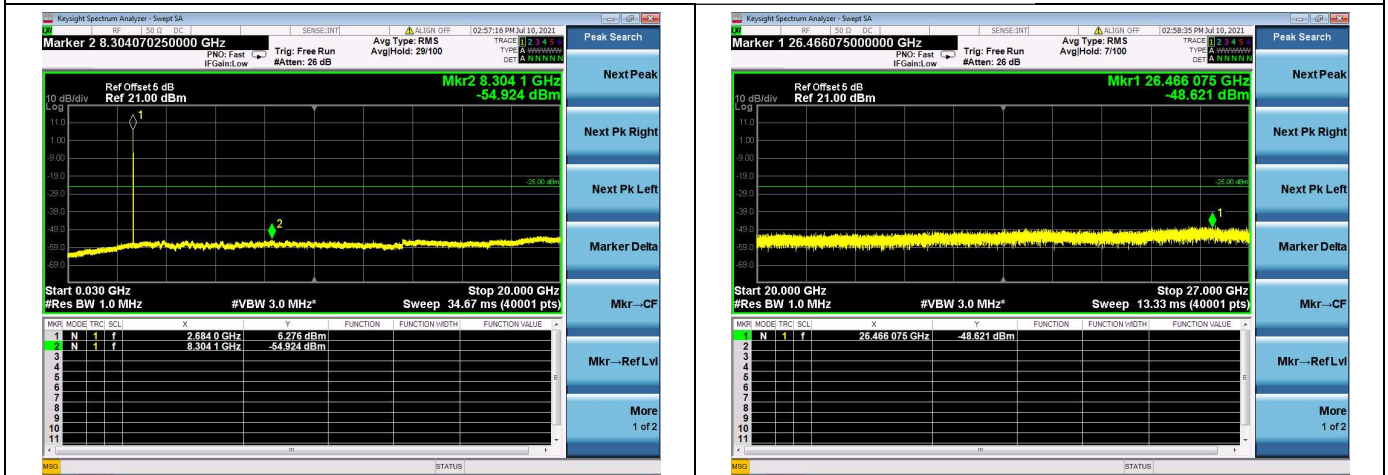 Keysight Spectrum Analyzer - Swept SA
RF 50 Ω DC SENSE:INT ALIGN OFF 02:57:16 PM Jul 10, 2021
Marker 2 8.304070250000 GHz
PNO: Fast
IFGain:Low
Trig: Free Run
#Atten: 26 dB
Avg Type: RMS
Avg|Hold: 29/100
TRACE 1 2 3 4 5 6
TYPE A WWWWW
DET A N N N N N
Peak Search
Ref Offset 5 dB
Ref 21.00 dBm
10 dB/div
Log
Mkr2 8.304 1 GHz
-54.924 dBm
11.0
1.00
-9.00
-19.0
-29.0
-39.0
-49.0
-59.0
-69.0
1
2
-25.00 dBm
Start 0.030 GHz Stop 20.000 GHz
#Res BW 1.0 MHz #VBW 3.0 MHz* Sweep 34.67 ms (40001 pts)
MKR MODE TRC SCL X Y FUNCTION FUNCTION WIDTH FUNCTION VALUE
1 N 1 f 2.684 0 GHz 6.276 dBm
2 N 1 f 8.304 1 GHz -54.924 dBm
3
4
5
6
7
8
9
10
11
Next Peak
Next Pk Right
Next Pk Left
Marker Delta
Mkr→CF
Mkr→Ref Lvl
More
1 of 2
MSG STATUS
Keysight Spectrum Analyzer - Swept SA
RF 50 Ω DC SENSE:INT ALIGN OFF 02:58:35 PM Jul 10, 2021
Marker 1 26.466075000000 GHz
PNO: Fast
IFGain:Low
Trig: Free Run
#Atten: 26 dB
Avg Type: RMS
Avg|Hold: 7/100
TRACE 1 2 3 4 5 6
TYPE A WWWWW
DET A N N N N N
Peak Search
Ref Offset 5 dB
Ref 21.00 dBm
10 dB/div
Log
Mkr1 26.466 075 GHz
-48.621 dBm
11.0
1.00
-9.00
-19.0
-29.0
-39.0
-49.0
-59.0
-69.0
1
-25.00 dBm
Start 20.000 GHz Stop 27.000 GHz
#Res BW 1.0 MHz #VBW 3.0 MHz* Sweep 13.33 ms (40001 pts)
MKR MODE TRC SCL X Y FUNCTION FUNCTION WIDTH FUNCTION VALUE
1 N 1 f 26.466 075 GHz -48.621 dBm
2
3
4
5
6
7
8
9
10
11
Next Peak
Next Pk Right
Next Pk Left
Marker Delta
Mkr→CF
Mkr→Ref Lvl
More
1 of 2
MSG STATUS